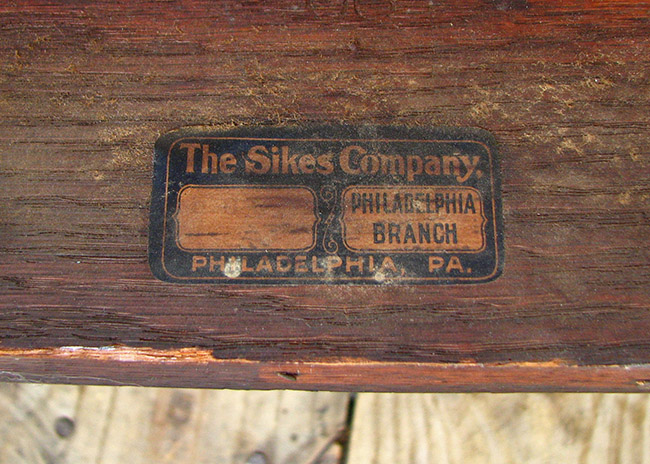 The Sikes Company.
PHILADELPHIA
BRANCH
PHILADELPHIA, PA.